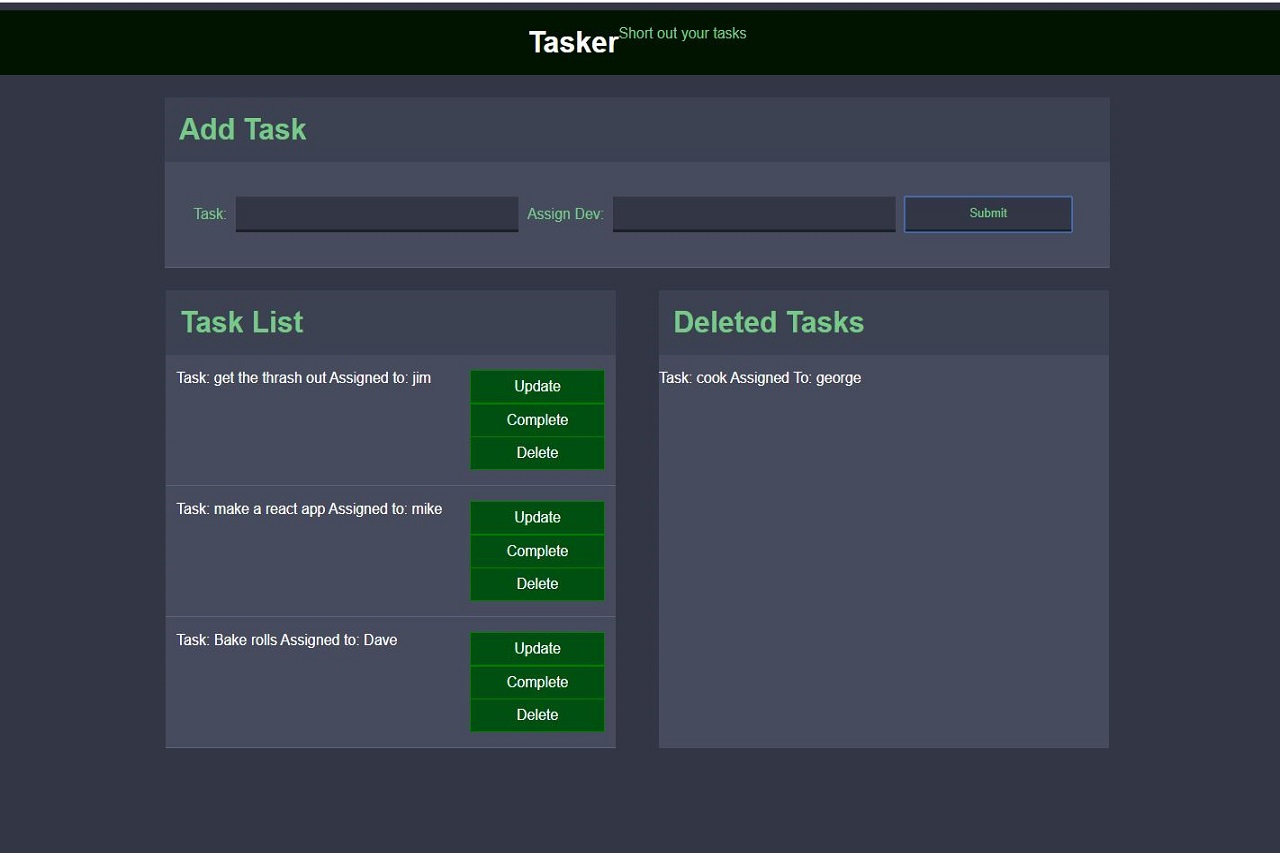 Tasker Short out your tasks
Add Task
Task: Assign Dev: Submit
Task List
Task: get the thrash out Assigned to: jim
Update
Complete
Delete
Task: make a react app Assigned to: mike
Update
Complete
Delete
Task: Bake rolls Assigned to: Dave
Update
Complete
Delete
Deleted Tasks
Task: cook Assigned To: george